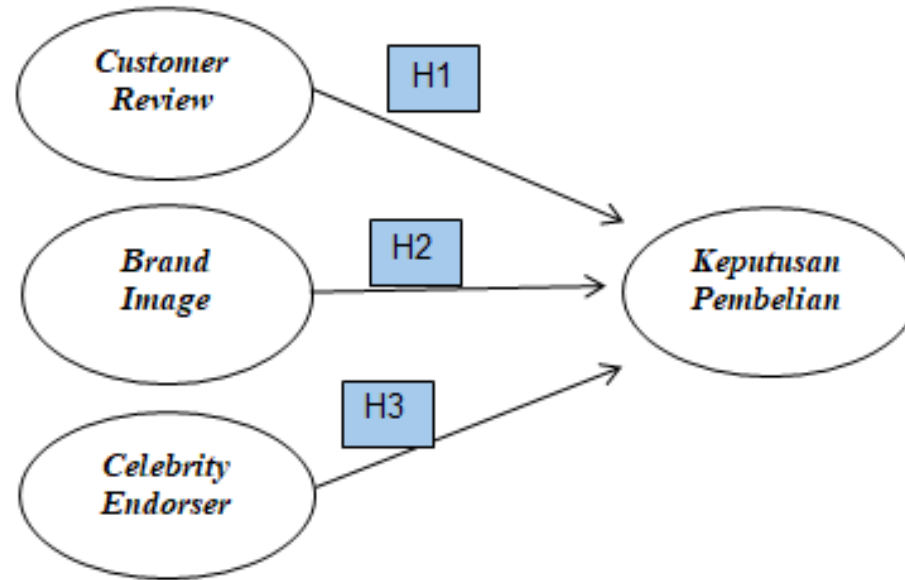 Customer
Review
H1
Brand
Image
H2
Keputusan
Pembelian
Celebrity
Endorser
H3